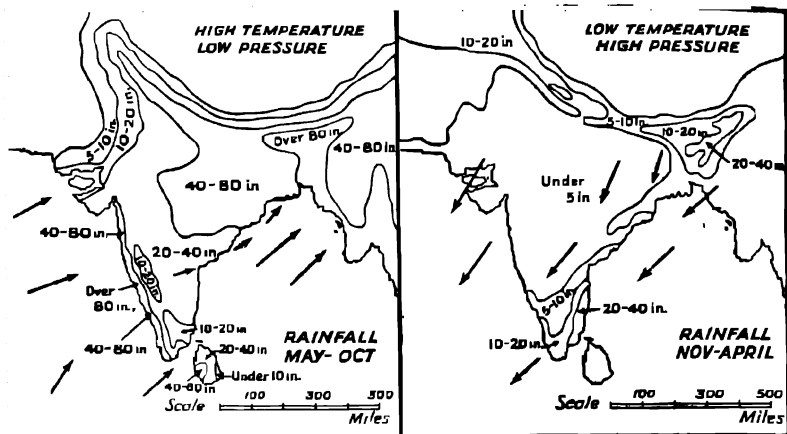 HIGH TEMPERATURE
LOW PRESSURE
5-10 in.
10-20 in.
Over 80 in.
40-80 in.
40-80 in
40-80 in
20-40 in
10-20 in
Over
80 in.
40-80 in
10-20 in
20-40 in
40-80 in
Under 10 in.
RAINFALL
MAY-OCT
Scale
100
300
500
Miles
LOW TEMPERATURE
HIGH PRESSURE
10-20 in
5-10 in.
10-20 in.
20-40 in
Under
5 in
5-10 in
20-40 in.
10-20 in
RAINFALL
NOV-APRIL
Scale
100
300
500
Miles